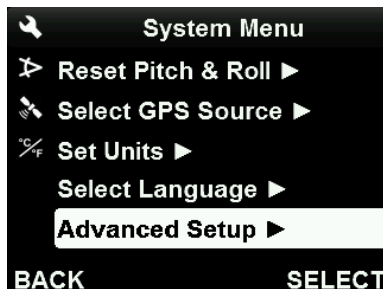 System Menu
Reset Pitch & Roll ►
Select GPS Source ►
°C/°F Set Units ►
Select Language ►
Advanced Setup ►
BACK SELECT